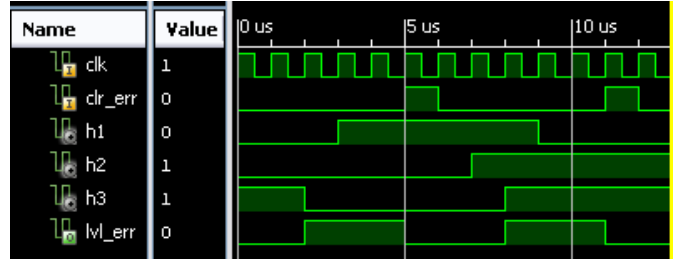 Name Value 0 us 5 us 10 us
clk 1
clr_err 0
h1 0
h2 1
h3 1
lvl_err 0